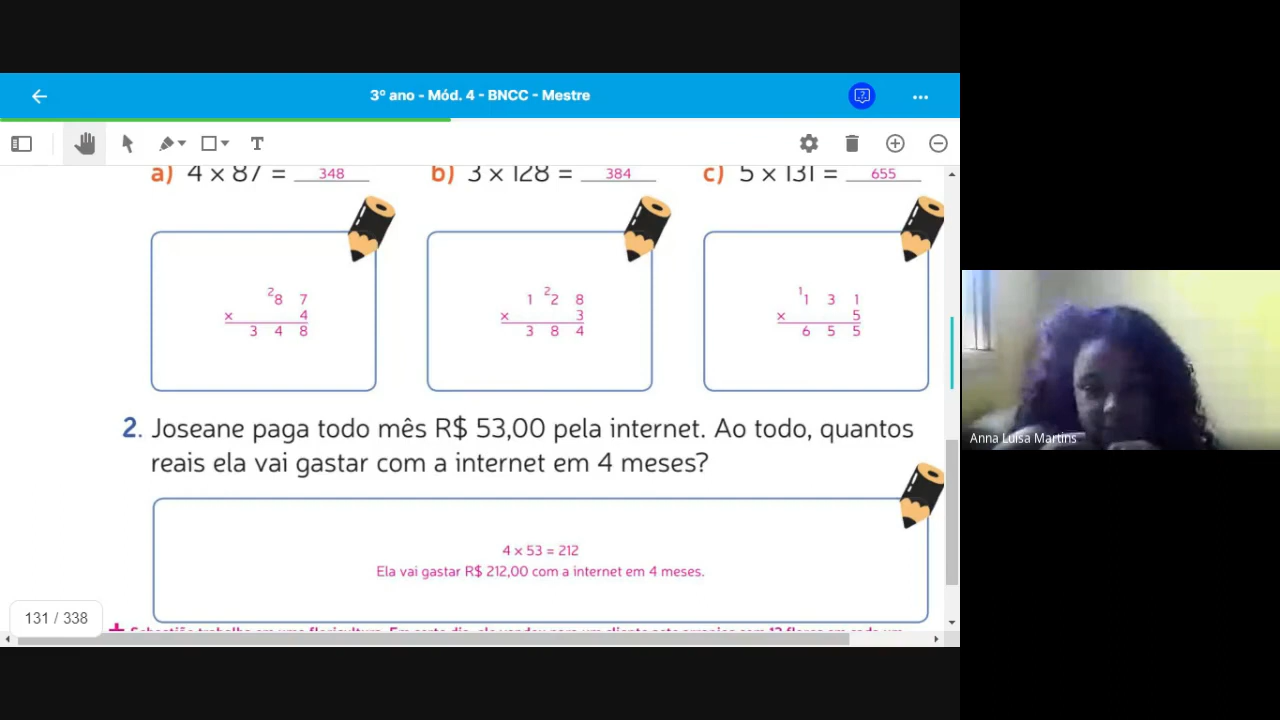 3º ano - Mód. 4 - BNCC - Mestre
T
a) 4 x 87 = 348 b) 3 x 128 = 384 c) 5 x 131 = 655
2 8 7
x 4
3 4 8
1 2 2 8
x 3
3 8 4
1 1 3 1
x 5
6 5 5
2. Joseane paga todo mês R$ 53,00 pela internet. Ao todo, quantos
reais ela vai gastar com a internet em 4 meses?
4 x 53 = 212
Ela vai gastar R$ 212,00 com a internet em 4 meses.
131 / 338
Anna Luisa Martins